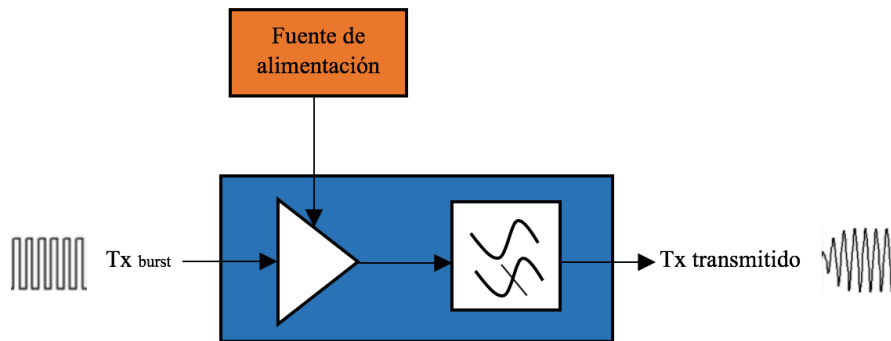 Fuente de
alimentación
Tx burst
Tx transmitido